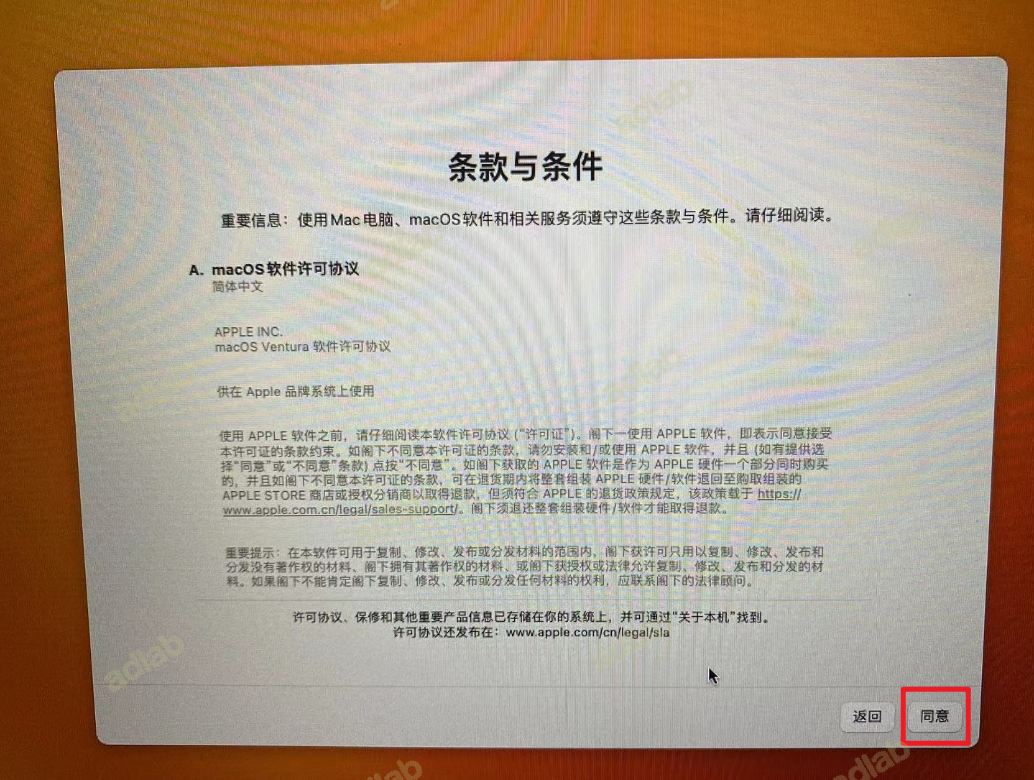 adlab
条款与条件
重要信息：使用Mac电脑、macOS软件和相关服务须遵守这些条款与条件。请仔细阅读。
A. macOS软件许可协议
简体中文
APPLE INC.
macOS Ventura 软件许可协议
供在 Apple 品牌系统上使用
使用 APPLE 软件之前，请仔细阅读本软件许可协议 (“许可证”)。阁下一使用 APPLE 软件，即表示同意接受
本许可证的条款约束。如阁下不同意本许可证的条款，请勿安装和/或使用 APPLE 软件，并且 (如有提供选
择“同意”或“不同意”条款) 点按“不同意”。如阁下获取的 APPLE 软件是作为 APPLE 硬件一个部分同时购买
的，并且如阁下不同意本许可证的条款，可在退货期内将整套组装 APPLE 硬件/软件退回至购取组装的
APPLE STORE 商店或授权分销商以取得退款，但须符合 APPLE 的退货政策规定，该政策载于 https://
www.apple.com.cn/legal/sales-support/。阁下须退还整套组装硬件/软件才能取得退款。
重要提示：在本软件可用于复制、修改、发布或分发材料的范围内，阁下获许可只用以复制、修改、发布和
分发没有著作权的材料、阁下拥有其著作权的材料、或阁下获授权或法律允许复制、修改、发布和分发的材
料。如果阁下不能肯定阁下复制、修改、发布或分发任何材料的权利，应联系阁下的法律顾问。
许可协议、保修和其他重要产品信息已存储在你的系统上，并可通过“关于本机”找到。
许可协议还发布在：www.apple.com/cn/legal/sla
adlab
返回
同意
adlab
adlab